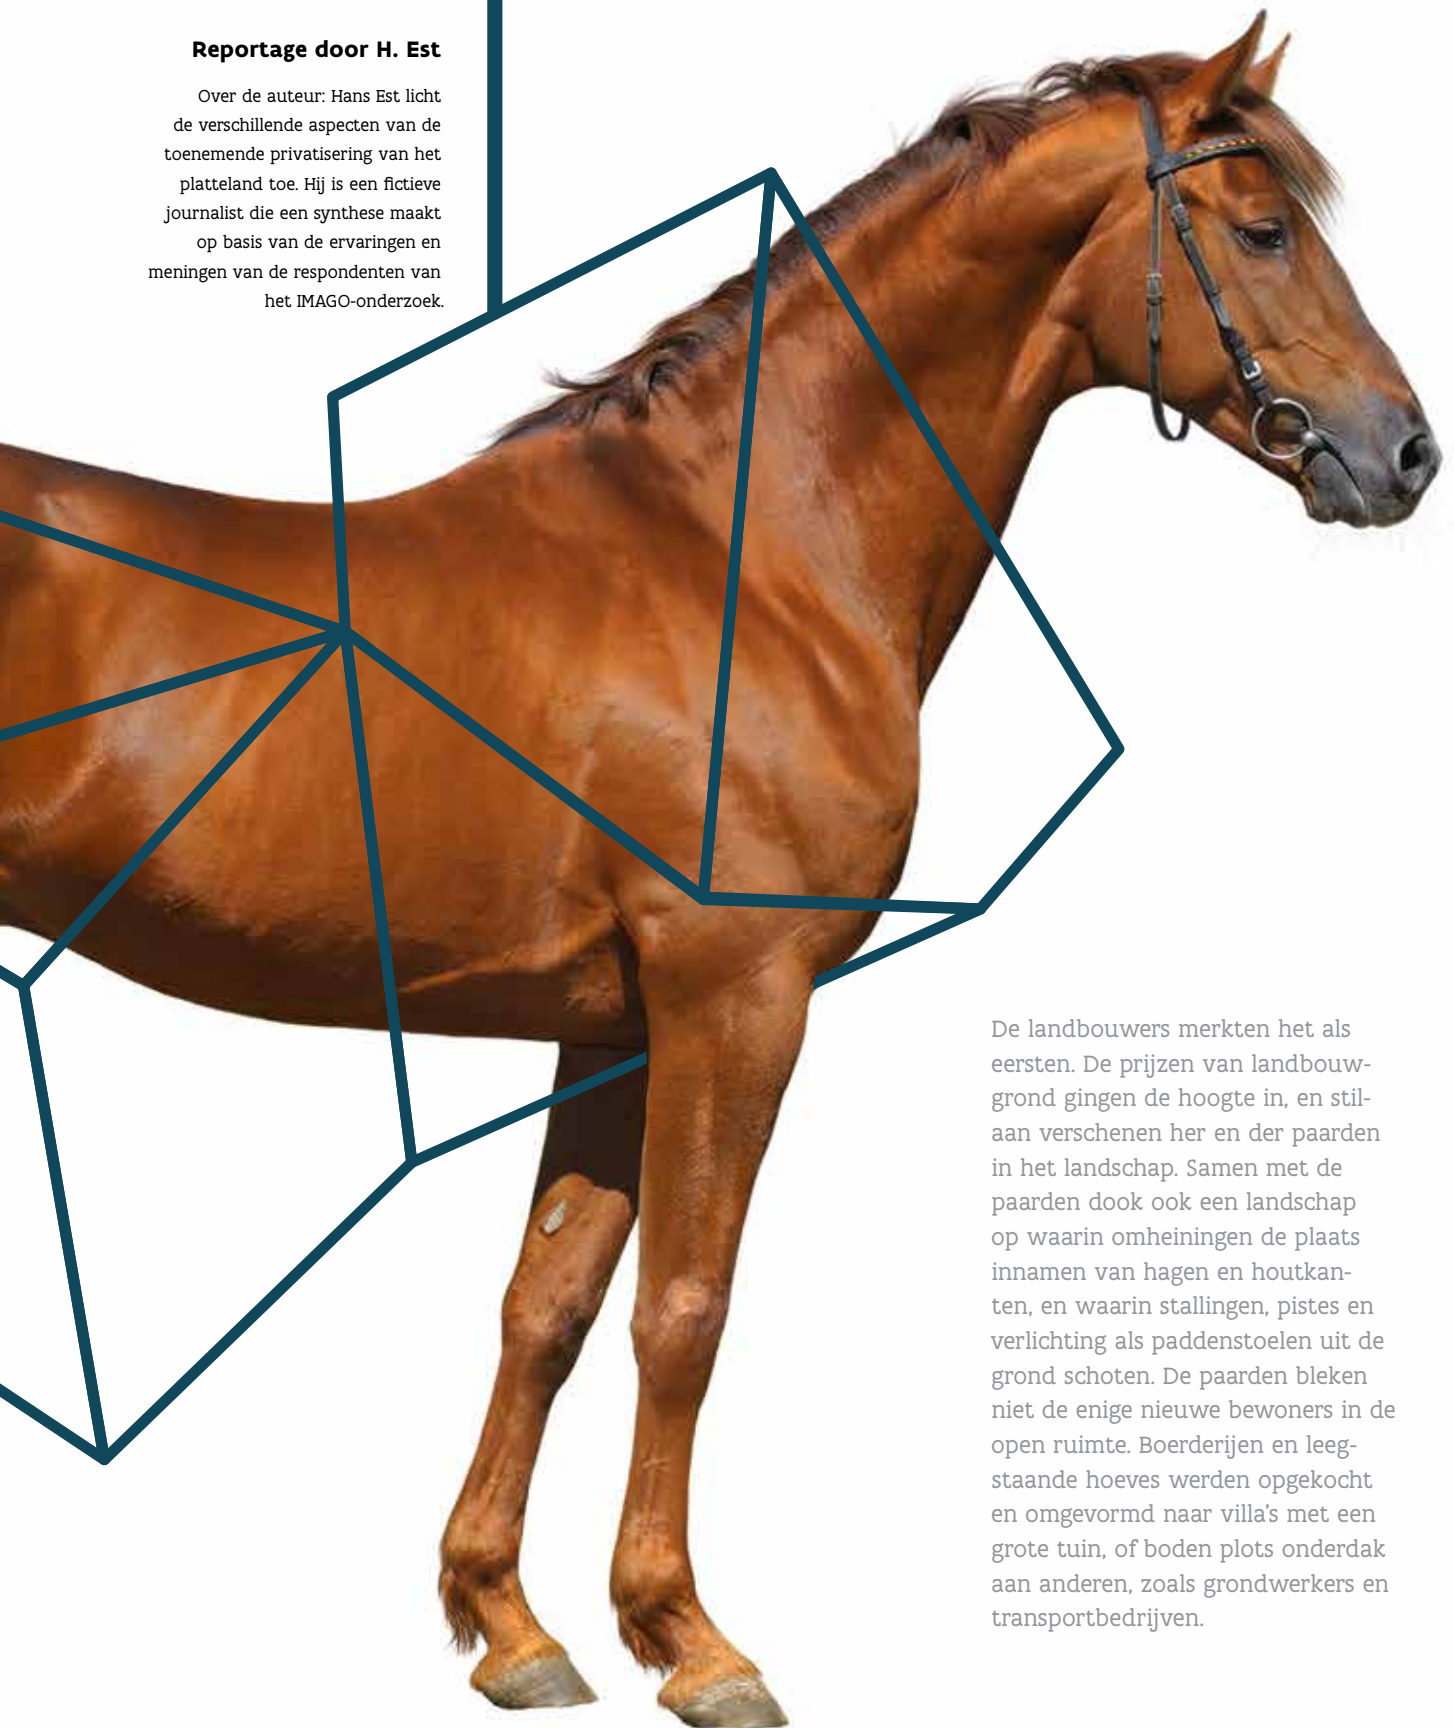 Reportage door H. Est
Over de auteur: Hans Est licht
de verschillende aspecten van de
toenemende privatisering van het
platteland toe. Hij is een fictieve
journalist die een synthese maakt
op basis van de ervaringen en
meningen van de respondenten van
het IMAGO-onderzoek.
De landbouwers merkten het als
eersten. De prijzen van landbouw-
grond gingen de hoogte in, en stil-
aan verschenen her en der paarden
in het landschap. Samen met de
paarden dook ook een landschap
op waarin omheiningen de plaats
innamen van hagen en houtkan-
ten, en waarin stallingen, pistes en
verlichting als paddenstoelen uit de
grond schoten. De paarden bleken
niet de enige nieuwe bewoners in de
open ruimte. Boerderijen en leeg-
staande hoeves werden opgekocht
en omgevormd naar villa’s met een
grote tuin, of boden plots onderdak
aan anderen, zoals grondwerkers en
transportbedrijven.